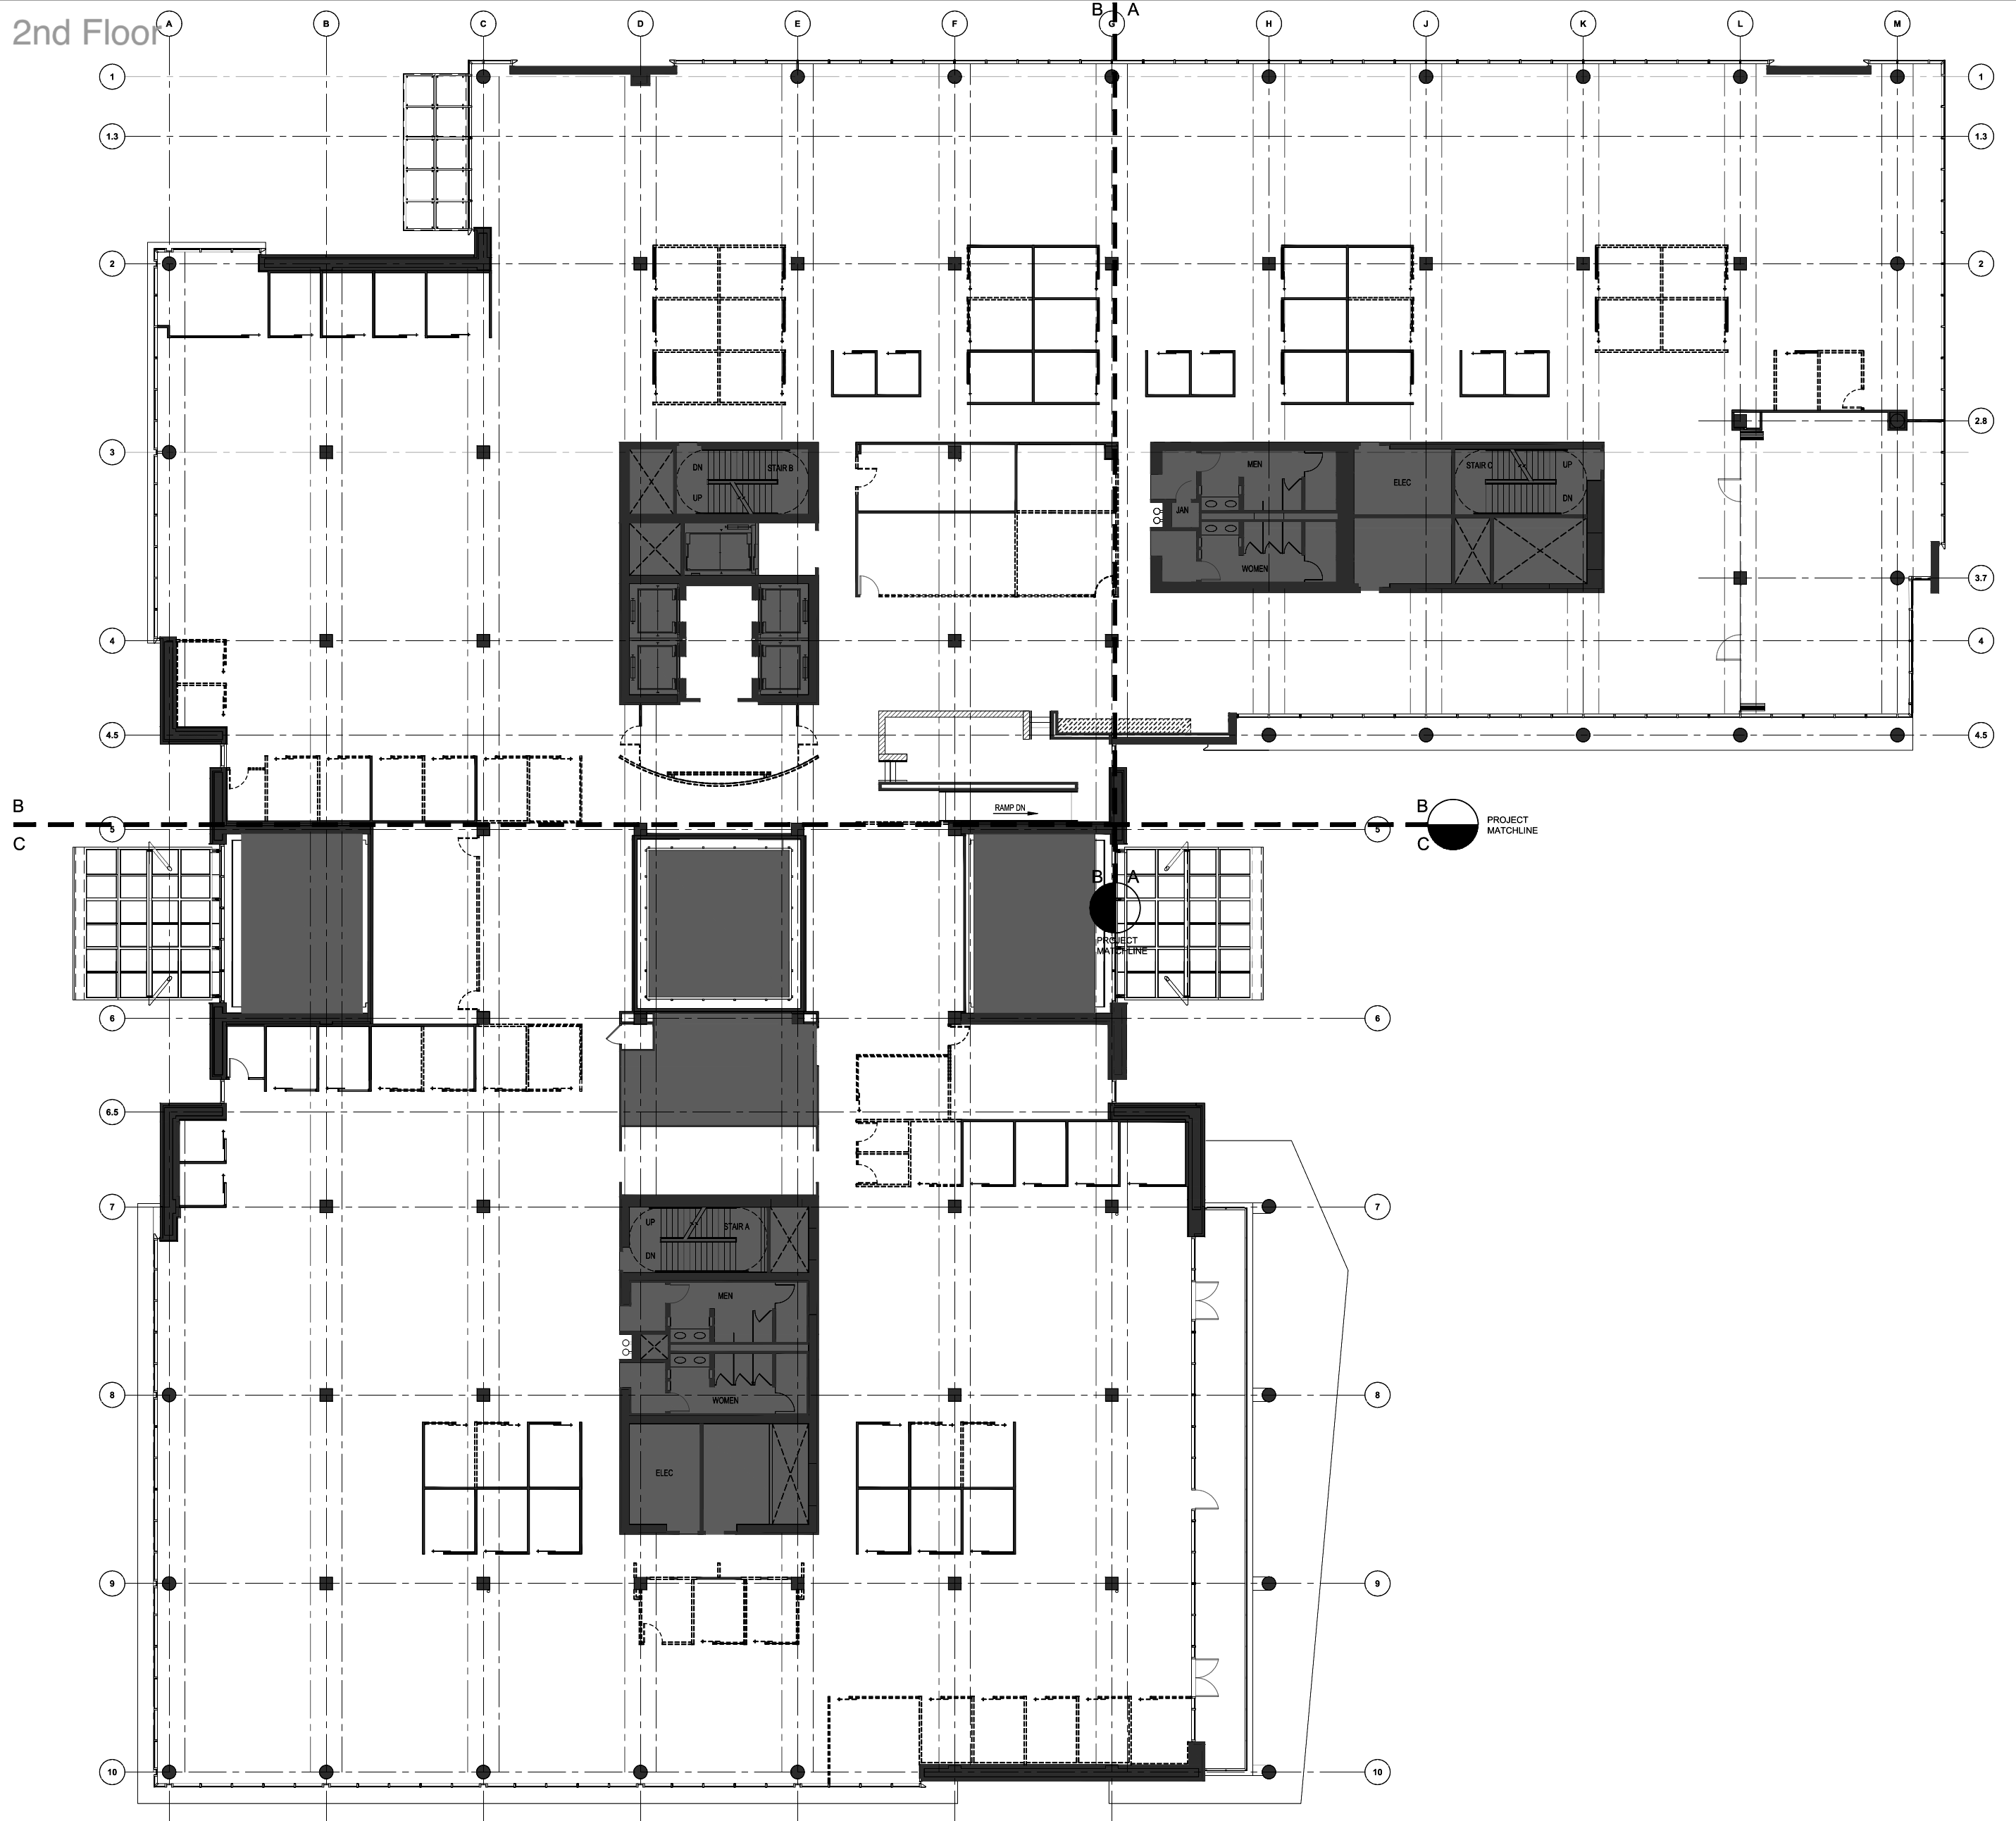 2nd Floor
B A
A B C D E F G H J K L M
1 1
1.3 1.3
2 2
2.8
3
DN STAIR B
UP
MEN
ELEC
STAIR C UP
DN
JAN
WOMEN
3.7
4 4
4.5 4.5
RAMP DN
B
C
5 5
B
C
PROJECT
MATCHLINE
B A
PROJECT
MATCHLINE
6 6
6.5
7 7
UP STAIR A
DN
MEN
WOMEN
8 8
ELEC
9 9
10 10